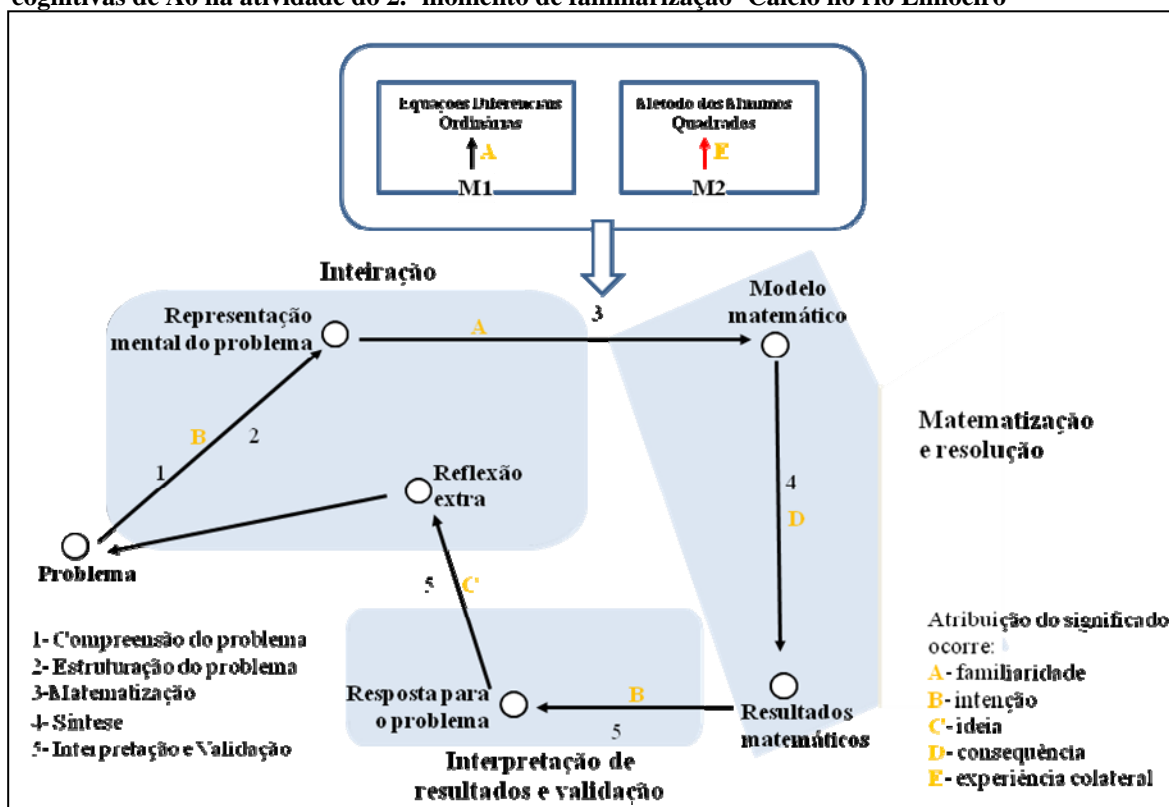 cognitivas de A6 na atividade do 2.º momento de familiarização "Cálcio no rio Limoeiro"
Equações Diferenciais
Ordinárias
A
M1
Método dos Mínimos
Quadrados
E
M2
Inteiração
Representação
mental do problema
A
3
Modelo
matemático
B
2
1
Matematização
e resolução
Reflexão
extra
4
D
Problema
5
C
1- Compreensão do problema
2- Estruturação do problema
3-Matematização
4- Síntese
5- Interpretação e Validação
Resposta para
o problema
B
5
Resultados
matemáticos
Interpretação de
resultados e validação
Atribuição do significado
ocorre:
A- familiaridade
B- intenção
C- ideia
D- consequência
E- experiência colateral